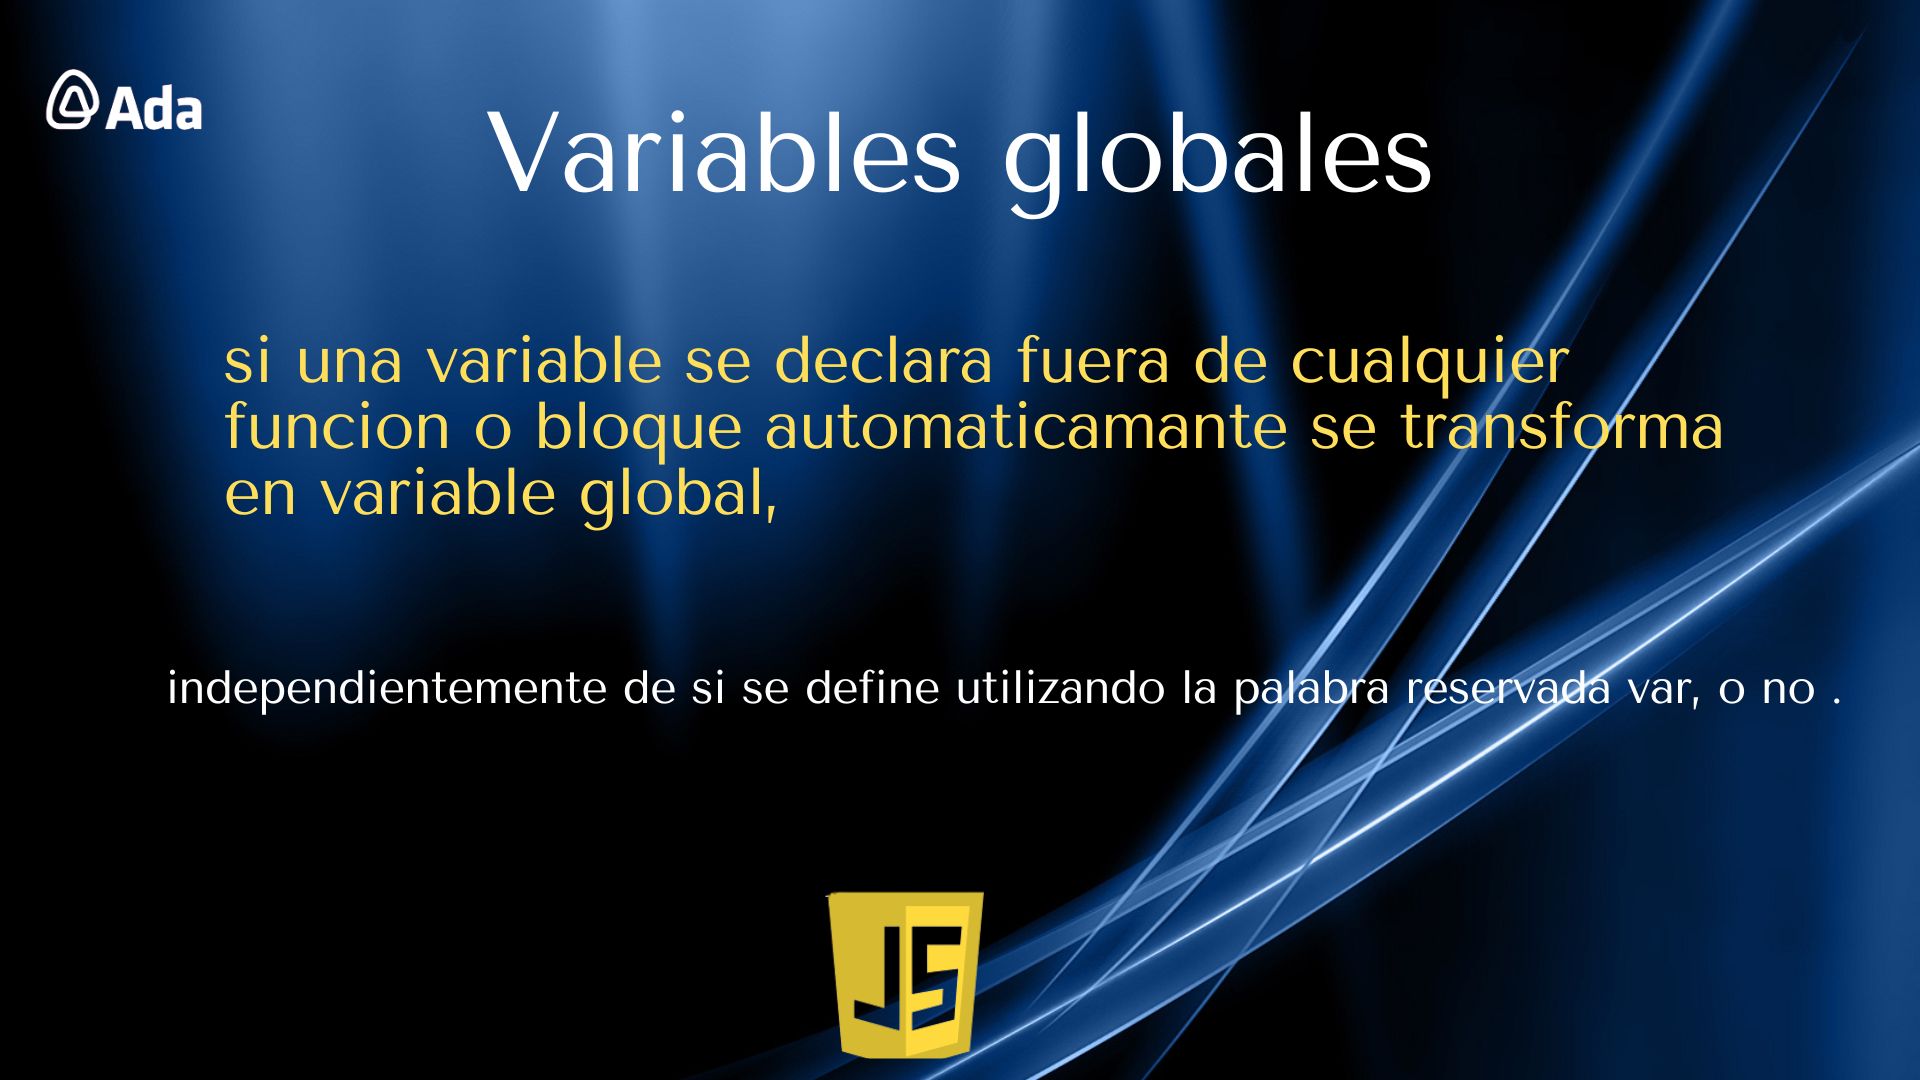 Ada
Variables globales
si una variable se declara fuera de cualquier
funcion o bloque automaticamante se transforma
en variable global,
independientemente de si se define utilizando la palabra reservada var, o no .
JS